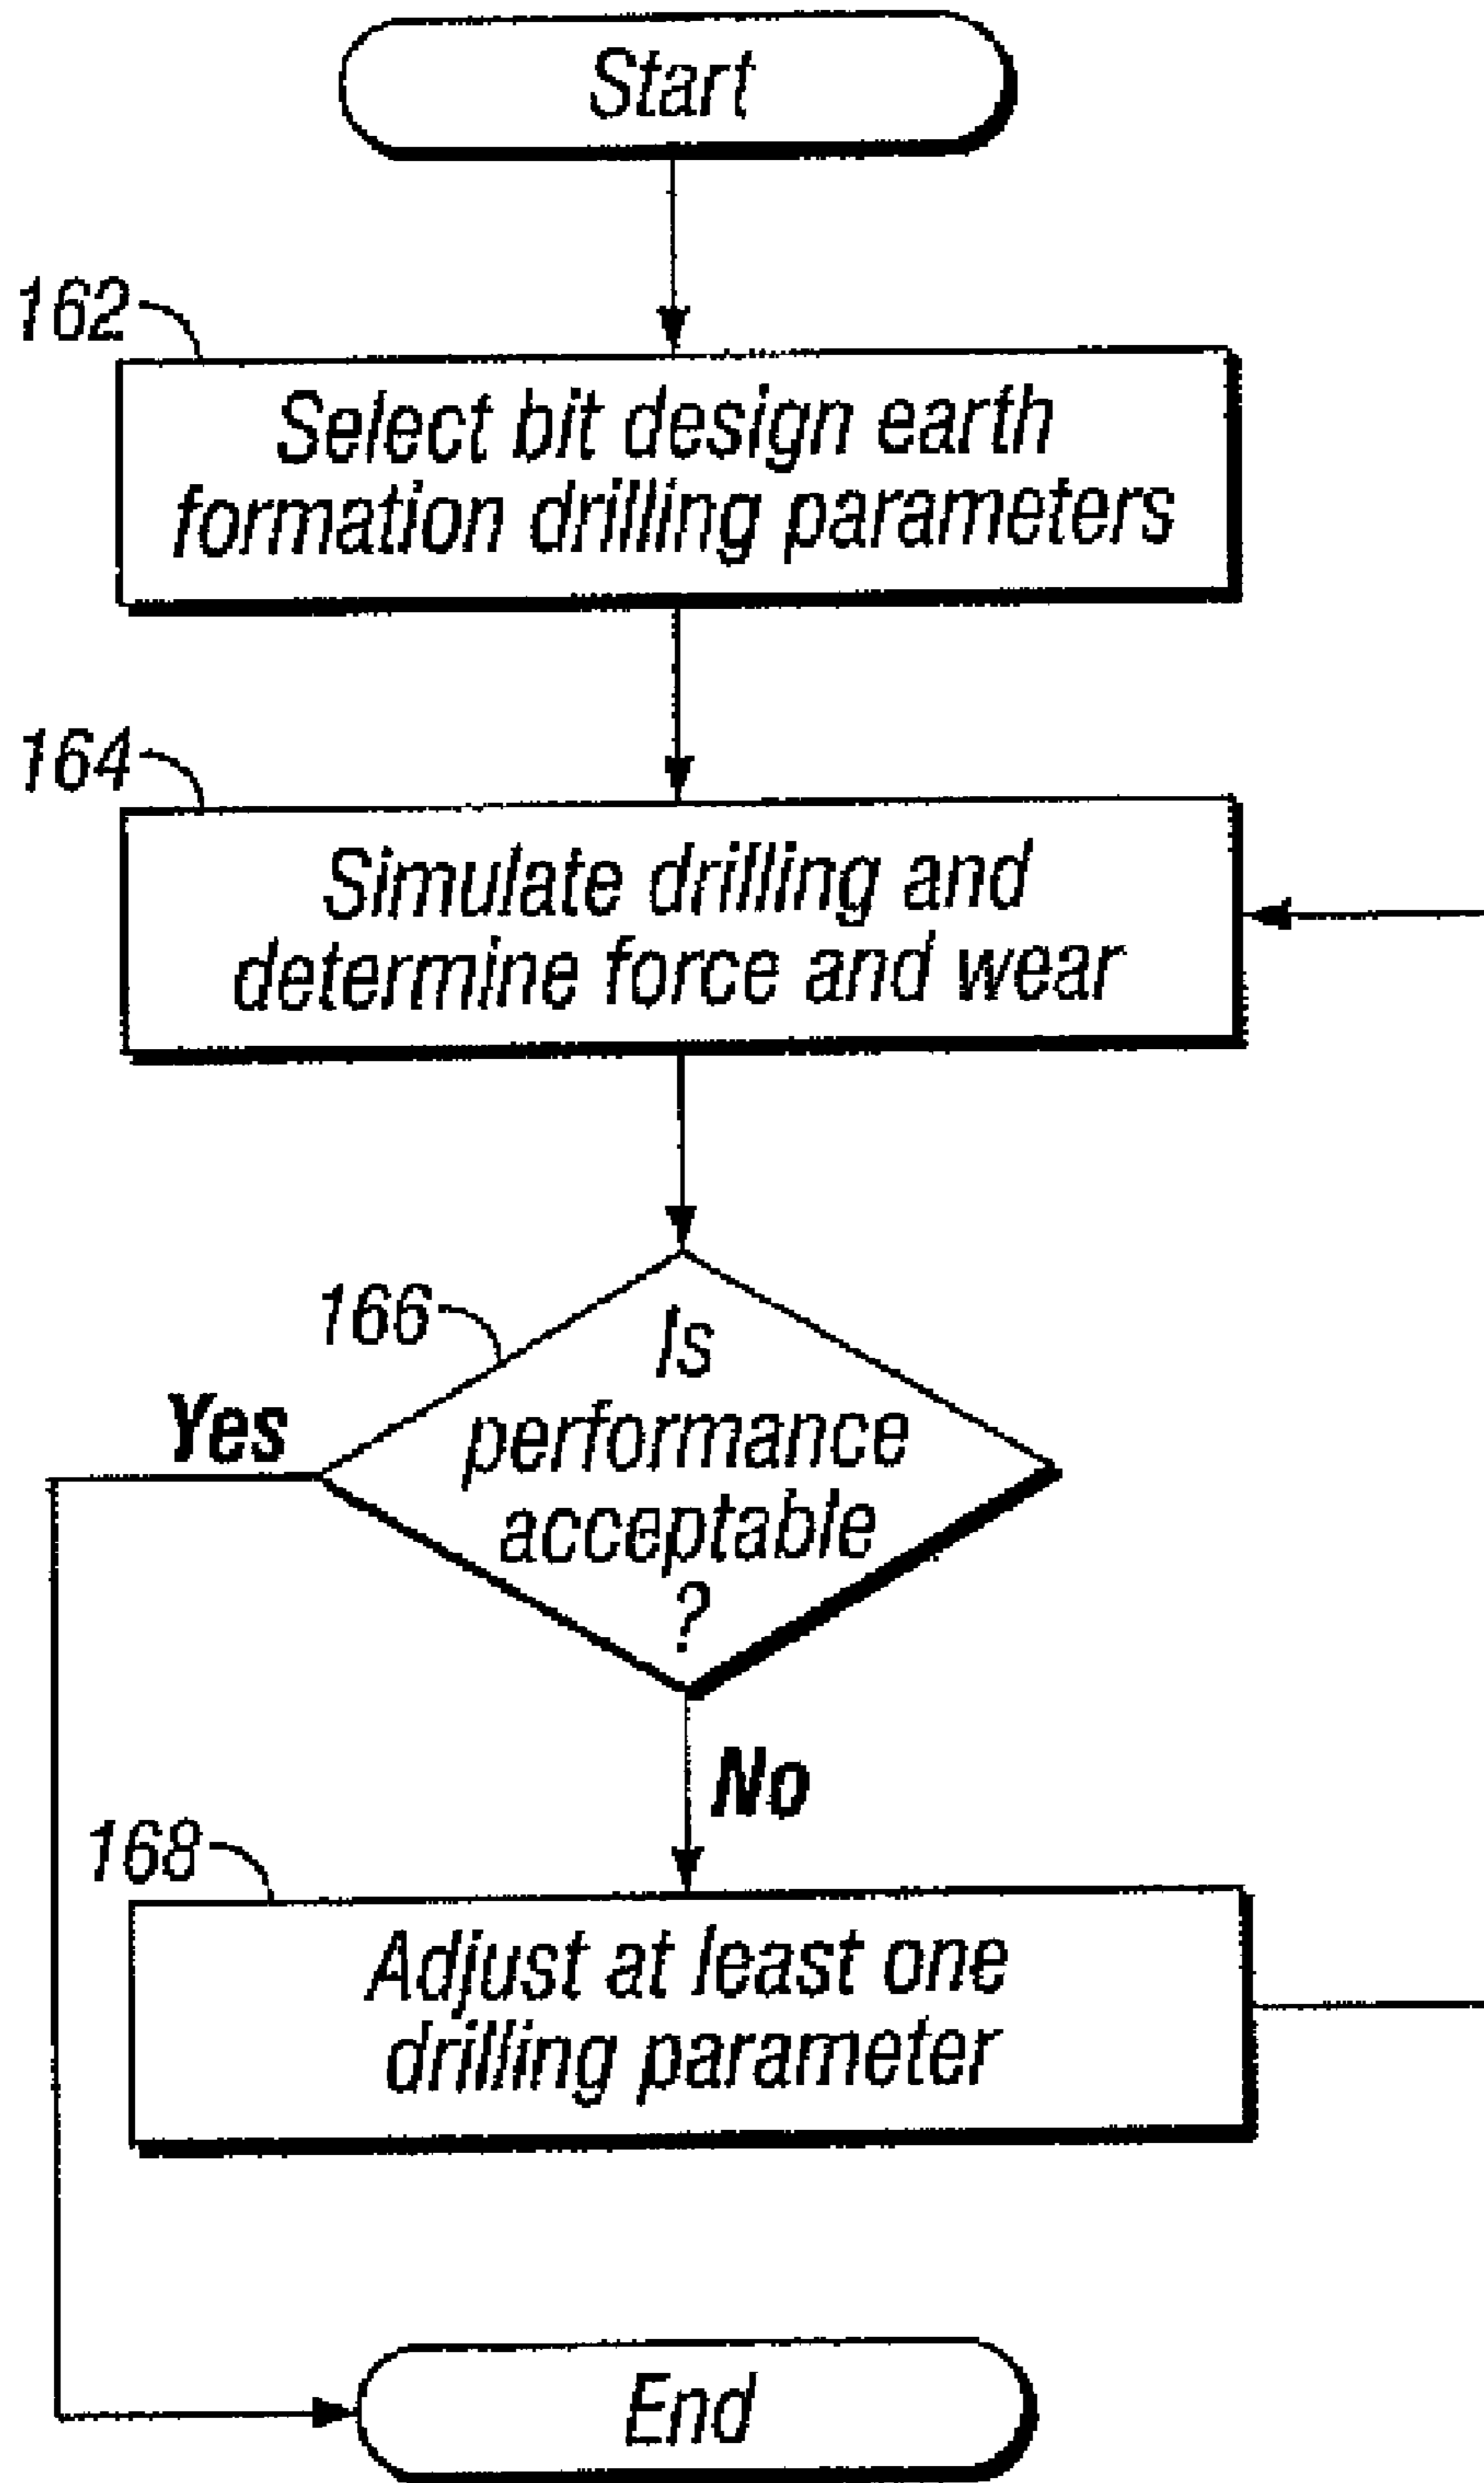 Start
162
Select bit design earth
formation drilling parameters
164
Simulate drilling and
determine force and wear
166
Is
performance
acceptable
?
Yes
No
168
Adjust at least one
drilling parameter
End